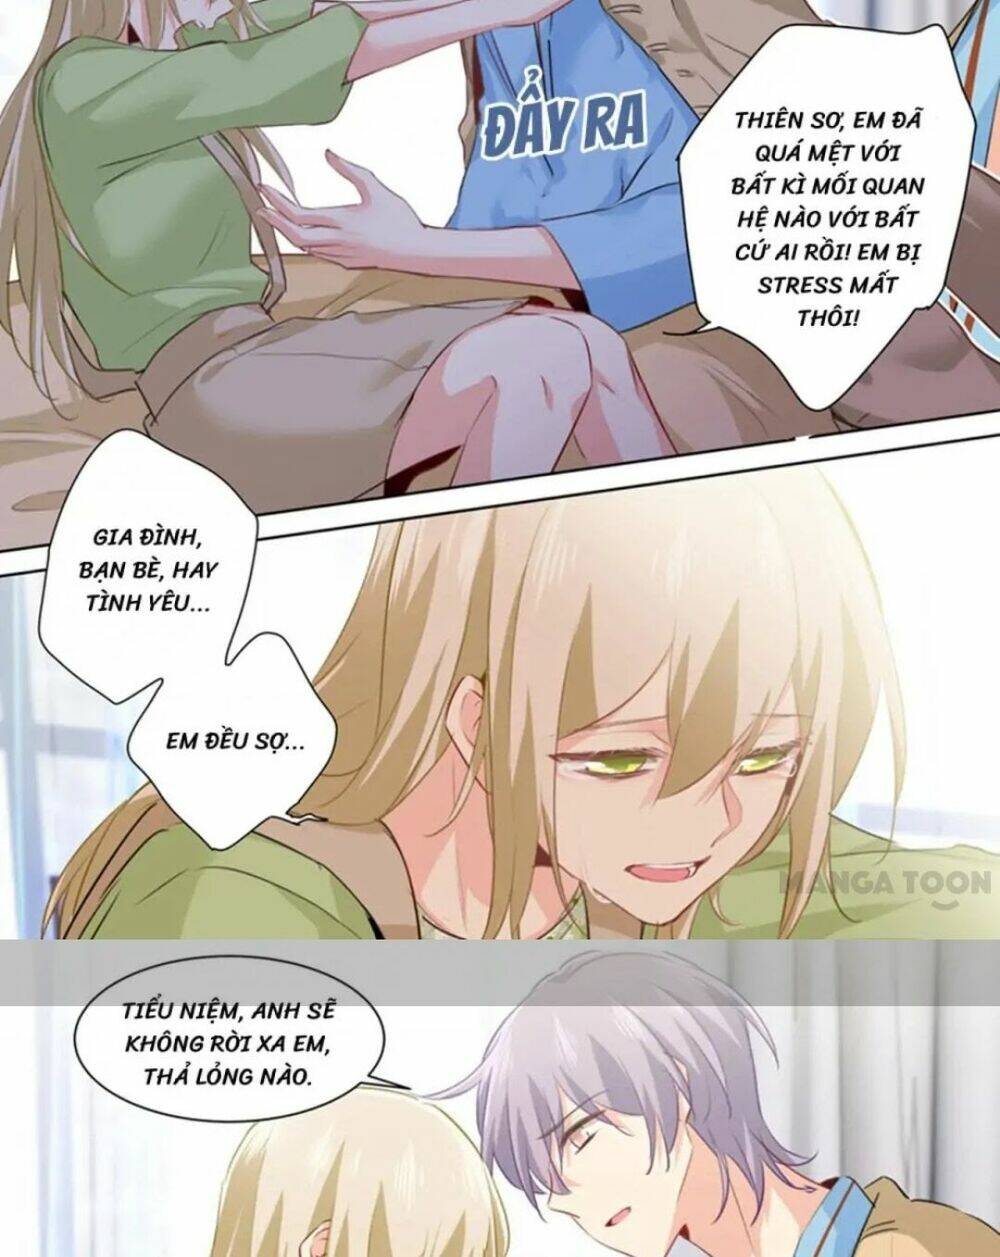 ĐẨY RA
THIÊN SƠ, EM ĐÃ
QUÁ MỆT VỚI
BẤT KÌ MỐI QUAN
HỆ NÀO VỚI BẤT
CỨ AI RỒI! EM BỊ
STRESS MẤT
THÔI!
GIA ĐÌNH,
BẠN BÈ, HAY
TÌNH YÊU...
EM ĐỀU SỢ...
MANGA TOON
TIỂU NIỆM, ANH SẼ
KHÔNG RỜI XA EM,
THẢ LỎNG NÀO.